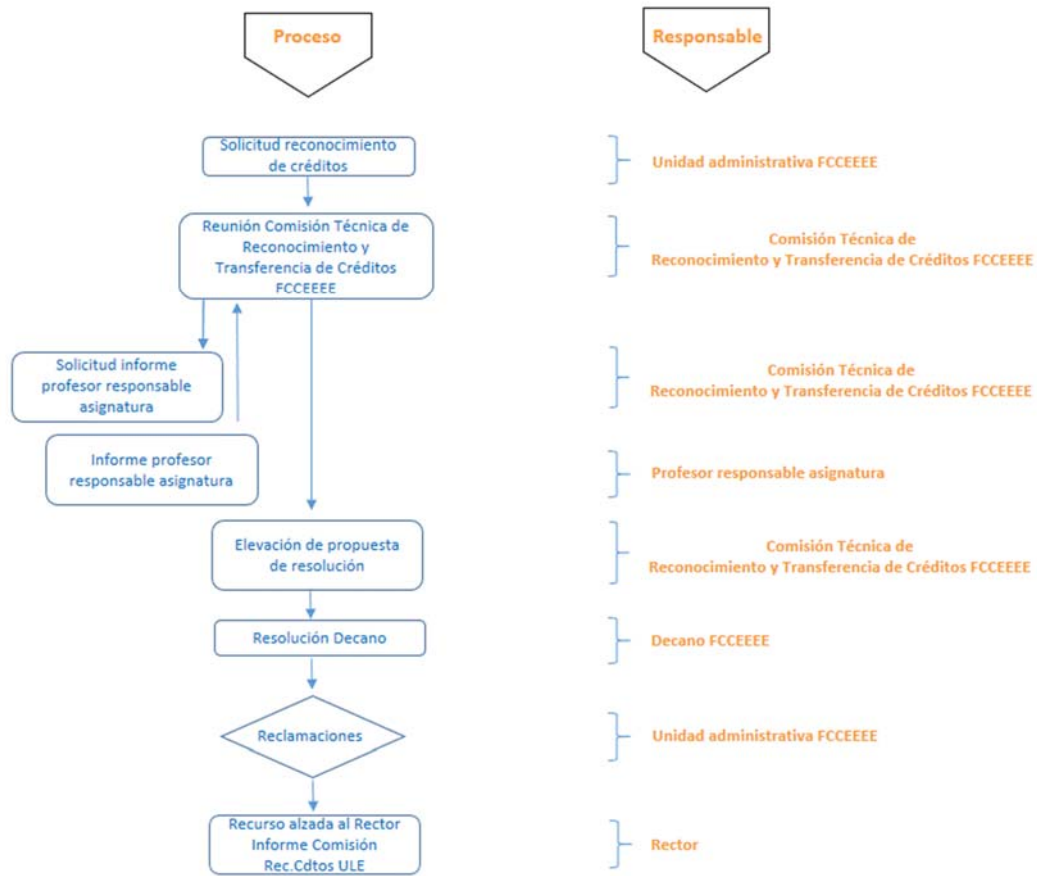 Proceso
Responsable
Solicitud reconocimiento
de créditos
Unidad administrativa FCCEEEE
Reunión Comisión Técnica de
Reconocimiento y
Transferencia de Créditos
FCCEEEE
Comisión Técnica de
Reconocimiento y Transferencia de Créditos FCCEEEE
Solicitud informe
profesor responsable
asignatura
Comisión Técnica de
Reconocimiento y Transferencia de Créditos FCCEEEE
Informe profesor
responsable asignatura
Profesor responsable asignatura
Elevación de propuesta
de resolución
Comisión Técnica de
Reconocimiento y Transferencia de Créditos FCCEEEE
Resolución Decano
Decano FCCEEEE
Reclamaciones
Unidad administrativa FCCEEEE
Recurso alzada al Rector
Informe Comisión
Rec.Cdtos ULE
Rector